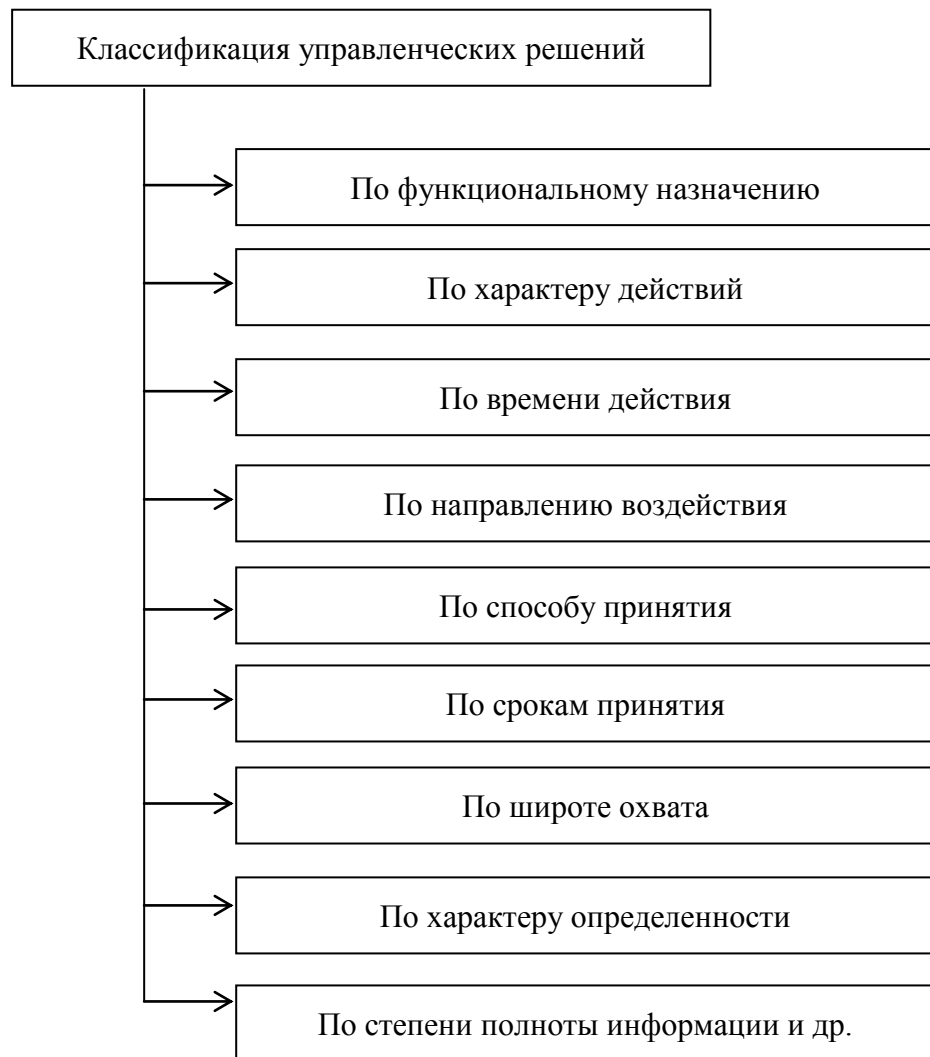 Классификация управленческих решений
По функциональному назначению
По характеру действий
По времени действия
По направлению воздействия
По способу принятия
По срокам принятия
По широте охвата
По характеру определенности
По степени полноты информации и др.